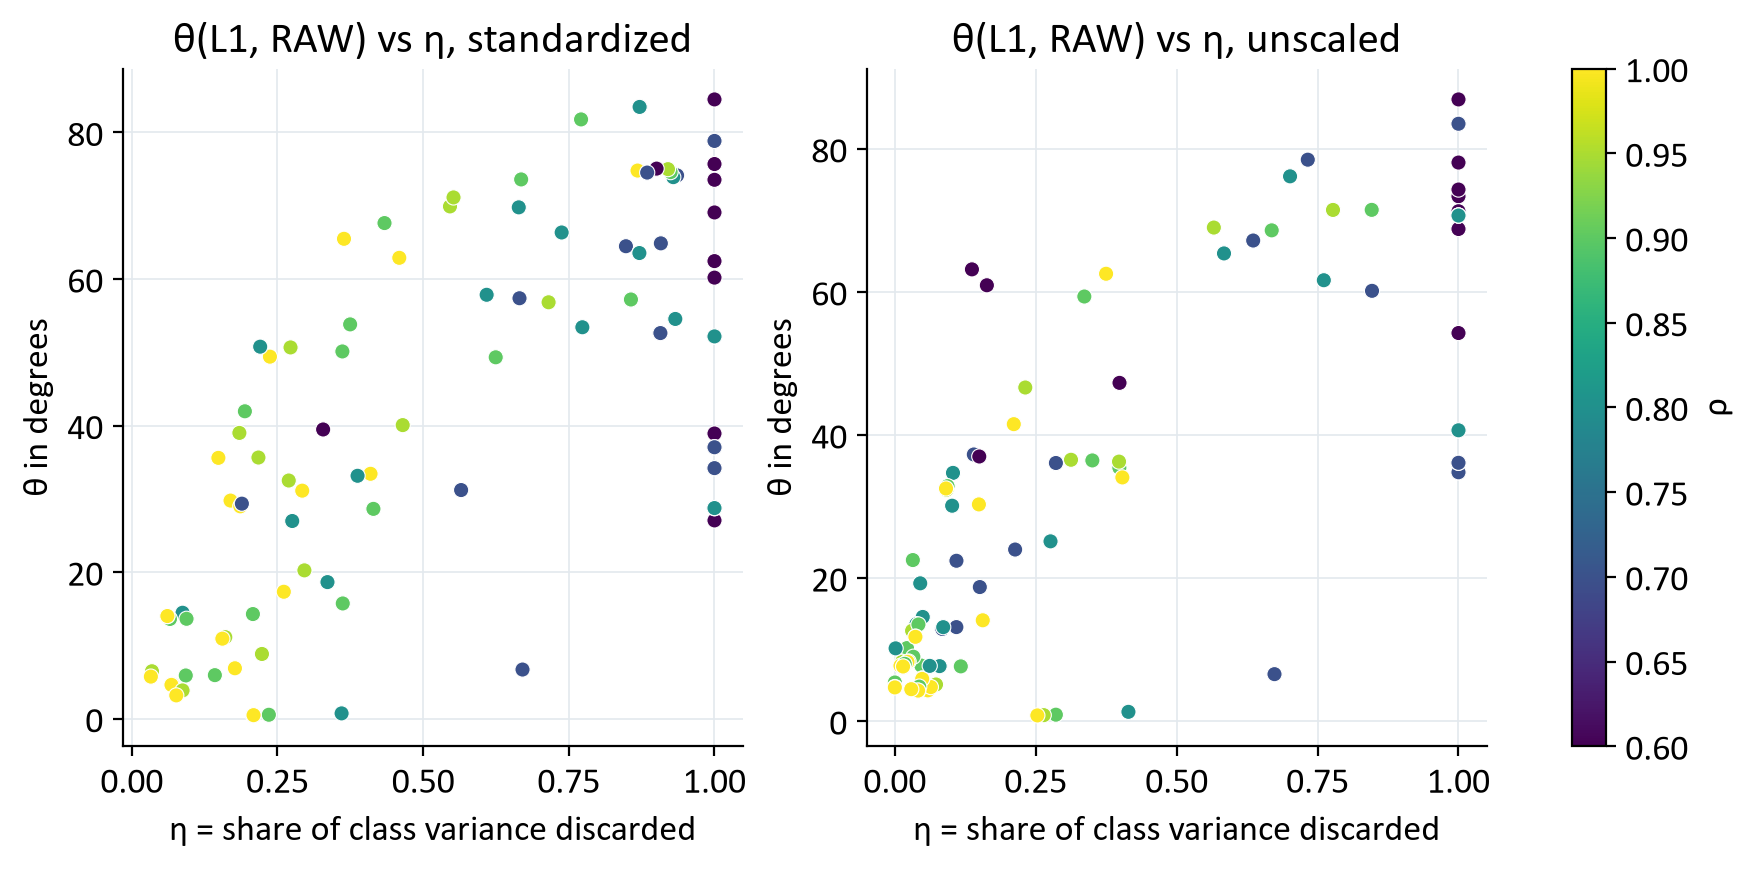 θ(L1, RAW) vs η, standardized
θ in degrees
80
60
40
20
0
0.00 0.25 0.50 0.75 1.00
η = share of class variance discarded
θ(L1, RAW) vs η, unscaled
θ in degrees
80
60
40
20
0
0.00 0.25 0.50 0.75 1.00
η = share of class variance discarded
1.00
0.95
0.90
0.85
0.80
0.75
0.70
0.65
0.60
ρ